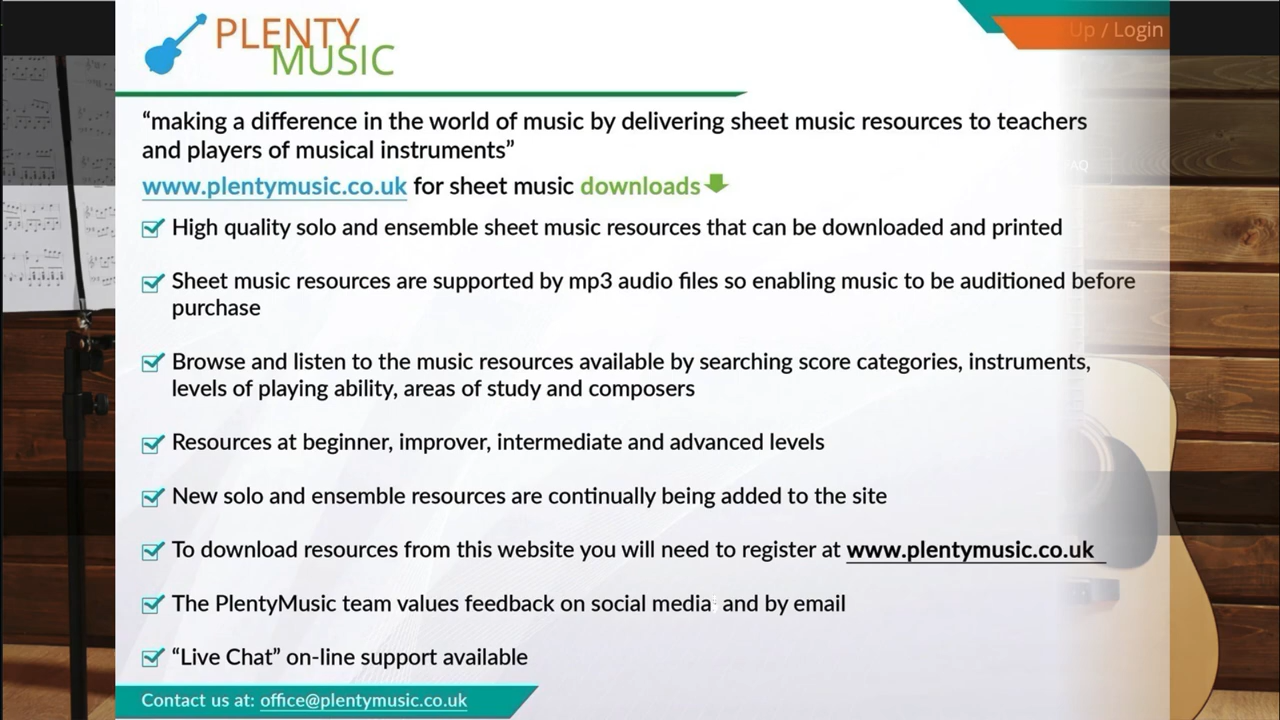 PLENTY
MUSIC
Up / Login
“making a difference in the world of music by delivering sheet music resources to teachers
and players of musical instruments”
www.plentymusic.co.uk for sheet music downloads
High quality solo and ensemble sheet music resources that can be downloaded and printed
Sheet music resources are supported by mp3 audio files so enabling music to be auditioned before
purchase
Browse and listen to the music resources available by searching score categories, instruments,
levels of playing ability, areas of study and composers
Resources at beginner, improver, intermediate and advanced levels
New solo and ensemble resources are continually being added to the site
To download resources from this website you will need to register at www.plentymusic.co.uk
The PlentyMusic team values feedback on social media and by email
“Live Chat” on-line support available
Contact us at: office@plentymusic.co.uk